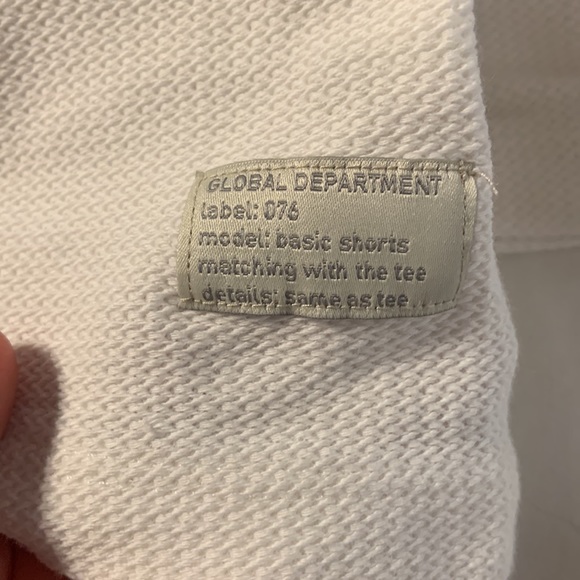 GLOBAL DEPARTMENT
label: 076
model: basic shorts
matching with the tee
details: same as tee